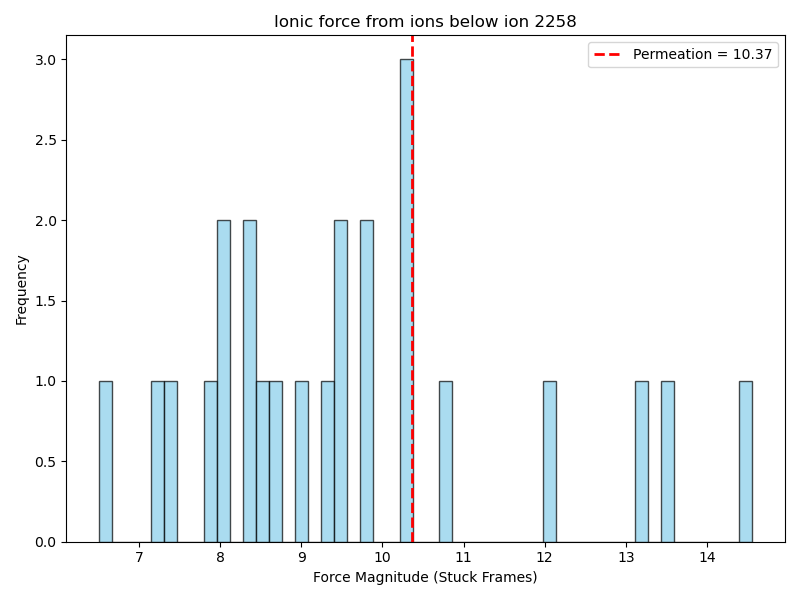 Ionic force from ions below ion 2258
Permeation = 10.37
3.0
2.5
2.0
1.5
1.0
0.5
0.0
Frequency
7 8 9 10 11 12 13 14
Force Magnitude (Stuck Frames)